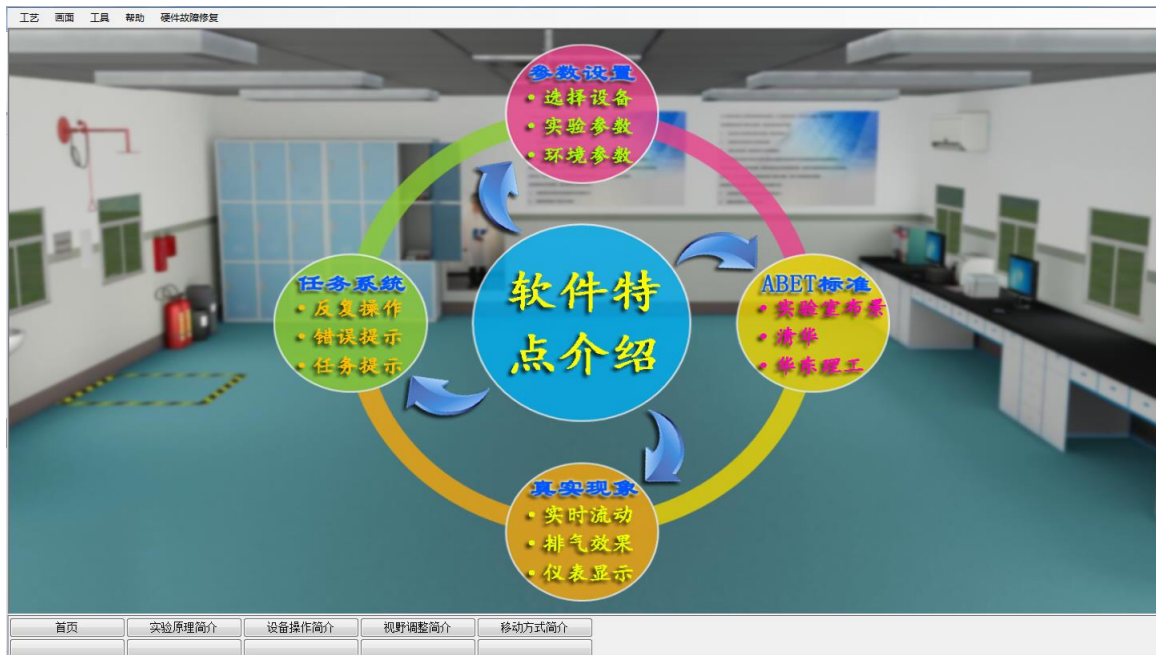 工艺 画面 工具 帮助 硬件故障修复
参数设置
• 选择设备
• 实验参数
• 环境参数
任务系统
• 反复操作
• 错误提示
• 任务提示
软件特
点介绍
ABET标准
• 实验室布景
• 清华
• 华东理工
真实现象
• 实时流动
• 排气效果
• 仪表显示
首页 实验原理简介 设备操作简介 视野调整简介 移动方式简介